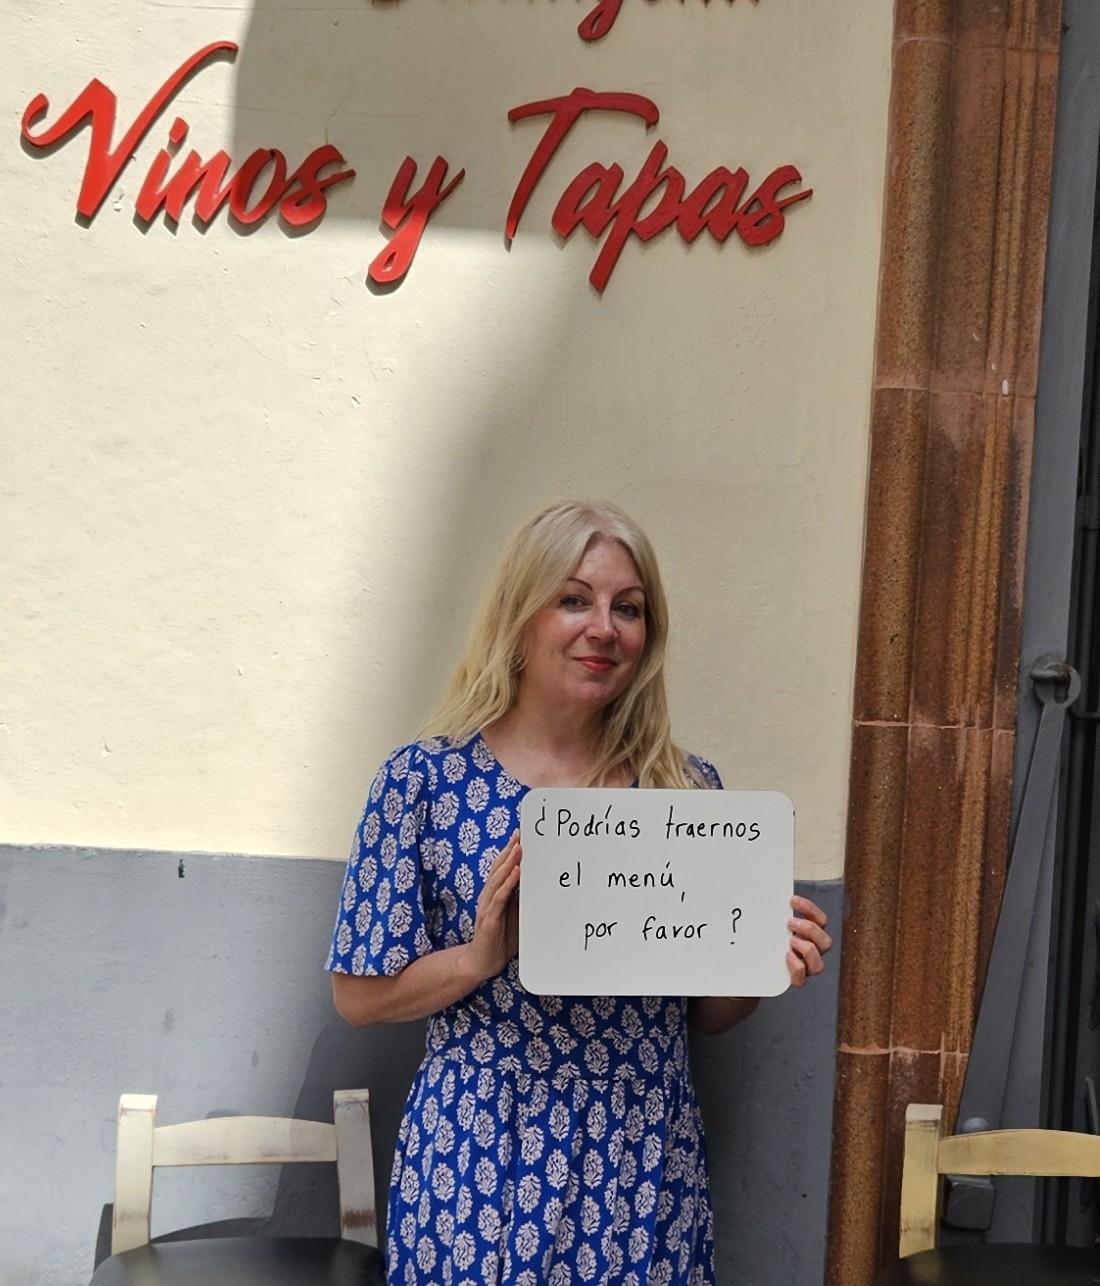 Vinos y Tapas
¿Podrías traernos
el menú,
por favor?